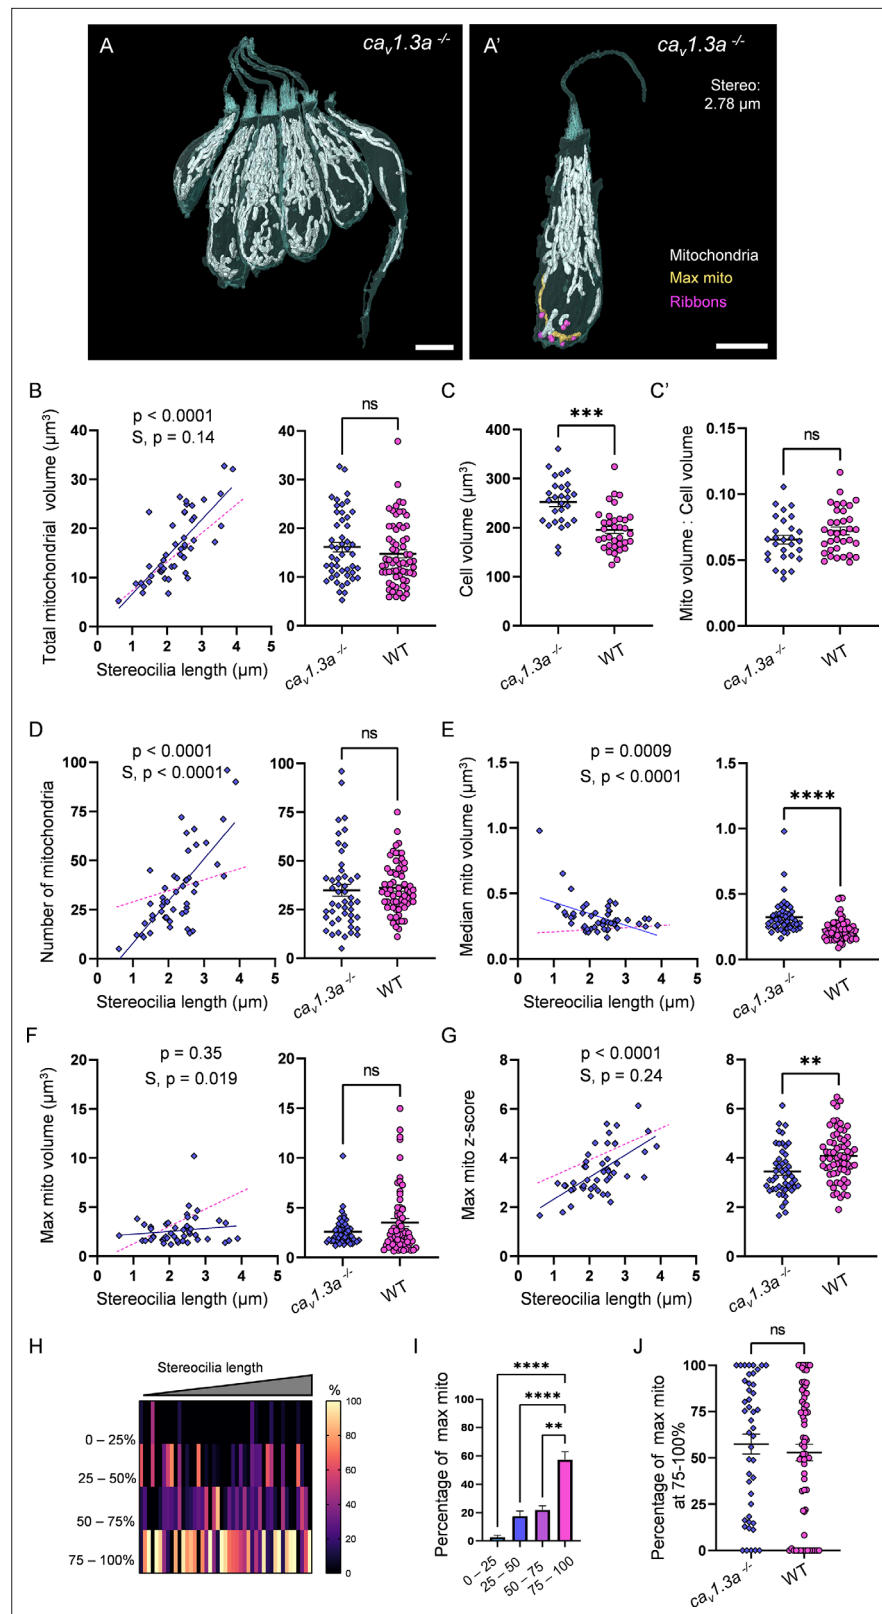 A
ca_v1.3a -/-
A'
ca_v1.3a -/-
Stereo:
2.78 µm
Mitochondria
Max mito
Ribbons
B
Total mitochondrial volume (µm³)
p < 0.0001
S, p = 0.14
40
30
20
10
0
0 1 2 3 4 5
Stereocilia length (µm)
ns
40
30
20
10
0
ca_v1.3a -/-
WT
C
Cell volume (µm³)
***
400
300
200
100
0
ca_v1.3a -/-
WT
C'
Mito volume : Cell volume
ns
0.15
0.10
0.05
0.00
ca_v1.3a -/-
WT
D
Number of mitochondria
p < 0.0001
S, p < 0.0001
100
75
50
25
0
0 1 2 3 4 5
Stereocilia length (µm)
ns
100
75
50
25
0
ca_v1.3a -/-
WT
E
Median mito volume (µm³)
p = 0.0009
S, p < 0.0001
1.5
1.0
0.5
0.0
0 1 2 3 4 5
Stereocilia length (µm)
****
1.5
1.0
0.5
0.0
ca_v1.3a -/-
WT
F
Max mito volume (µm³)
p = 0.35
S, p = 0.019
20
15
10
5
0
0 1 2 3 4 5
Stereocilia length (µm)
ns
20
15
10
5
0
ca_v1.3a -/-
WT
G
Max mito z-score
p < 0.0001
S, p = 0.24
8
6
4
2
0
0 1 2 3 4 5
Stereocilia length (µm)
**
8
6
4
2
0
ca_v1.3a -/-
WT
H
Stereocilia length
0 – 25%
25 – 50%
50 – 75%
75 – 100%
%
100
80
60
40
20
0
I
Percentage of max mito
****
****
**
100
80
60
40
20
0
0 – 25
25 – 50
50 – 75
75 – 100
J
Percentage of max mito
at 75-100%
ns
100
50
0
ca_v1.3a -/-
WT